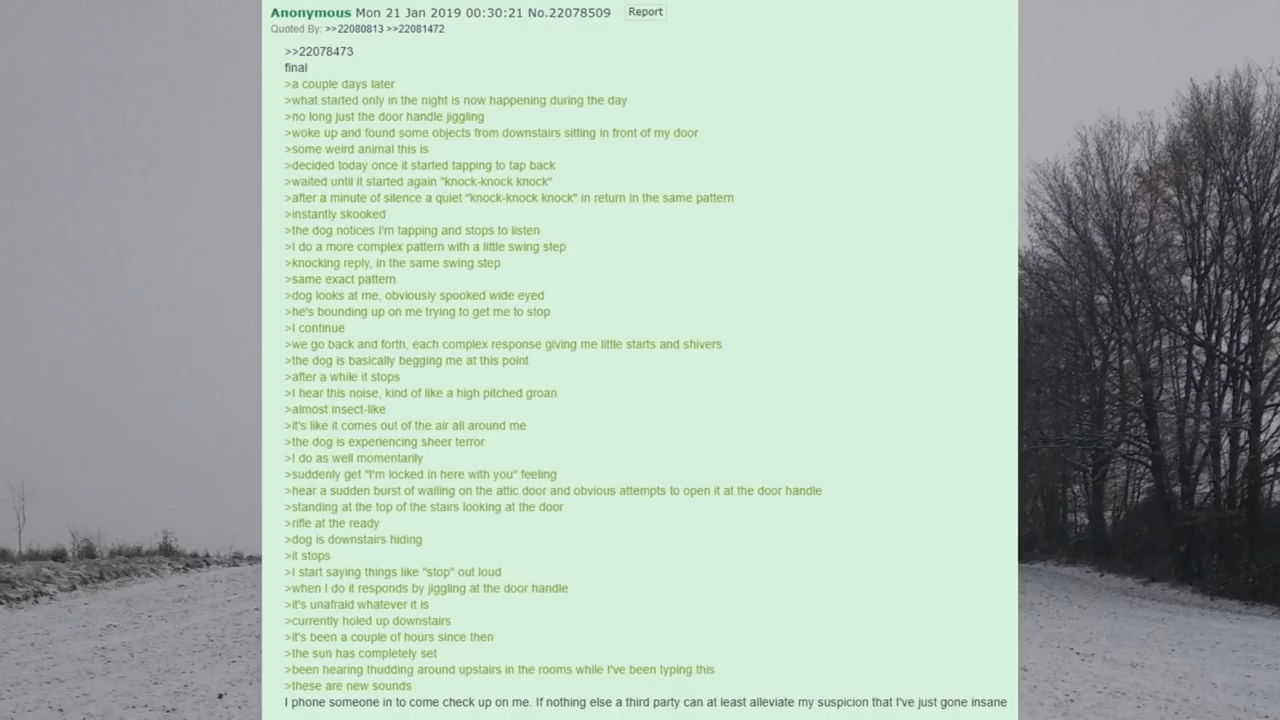 Anonymous Mon 21 Jan 2019 00:30:21 No.22078509 Report
Quoted By: >>22080813 >>22081472
>>22078473
final
>a couple days later
>what started only in the night is now happening during the day
>no long just the door handle jiggling
>woke up and found some objects from downstairs sitting in front of my door
>some weird animal this is
>decided today once it started tapping to tap back
>waited until it started again "knock-knock knock"
>after a minute of silence a quiet "knock-knock knock" in return in the same pattern
>instantly skooked
>the dog notices I'm tapping and stops to listen
>I do a more complex pattern with a little swing step
>knocking reply, in the same swing step
>same exact pattern
>dog looks at me, obviously spooked wide eyed
>he's bounding up on me trying to get me to stop
>I continue
>we go back and forth, each complex response giving me little starts and shivers
>the dog is basically begging me at this point
>after a while it stops
>I hear this noise, kind of like a high pitched groan
>almost insect-like
>it's like it comes out of the air all around me
>the dog is experiencing sheer terror
>I do as well momentarily
>suddenly get "I'm locked in here with you" feeling
>hear a sudden burst of wailing on the attic door and obvious attempts to open it at the door handle
>standing at the top of the stairs looking at the door
>rifle at the ready
>dog is downstairs hiding
>it stops
>I start saying things like "stop" out loud
>when I do it responds by jiggling at the door handle
>it's unafraid whatever it is
>currently holed up downstairs
>it's been a couple of hours since then
>the sun has completely set
>been hearing thudding around upstairs in the rooms while I've been typing this
>these are new sounds
I phone someone in to come check up on me. If nothing else a third party can at least alleviate my suspicion that I've just gone insane